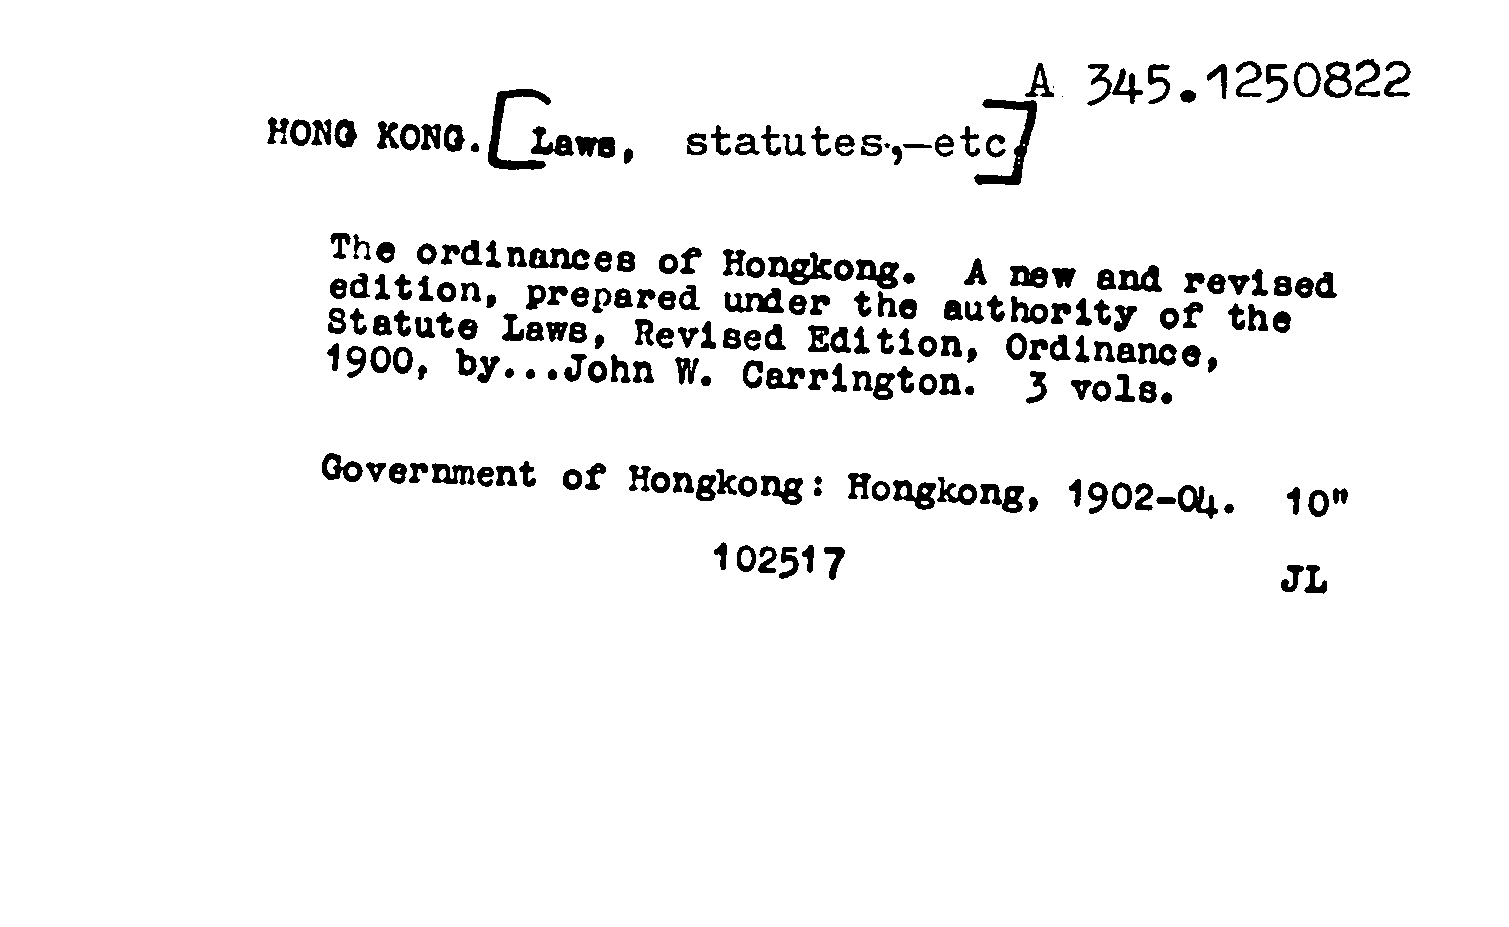 A 345.1250822
HONG KONG. [Laws, statutes,-etc.]
The ordinances of Hongkong. A new and revised
edition, prepared under the authority of the
Statute Laws, Revised Edition, Ordinance,
1900, by...John W. Carrington. 3 vols.
Government of Hongkong: Hongkong, 1902-04. 10"
102517
JL